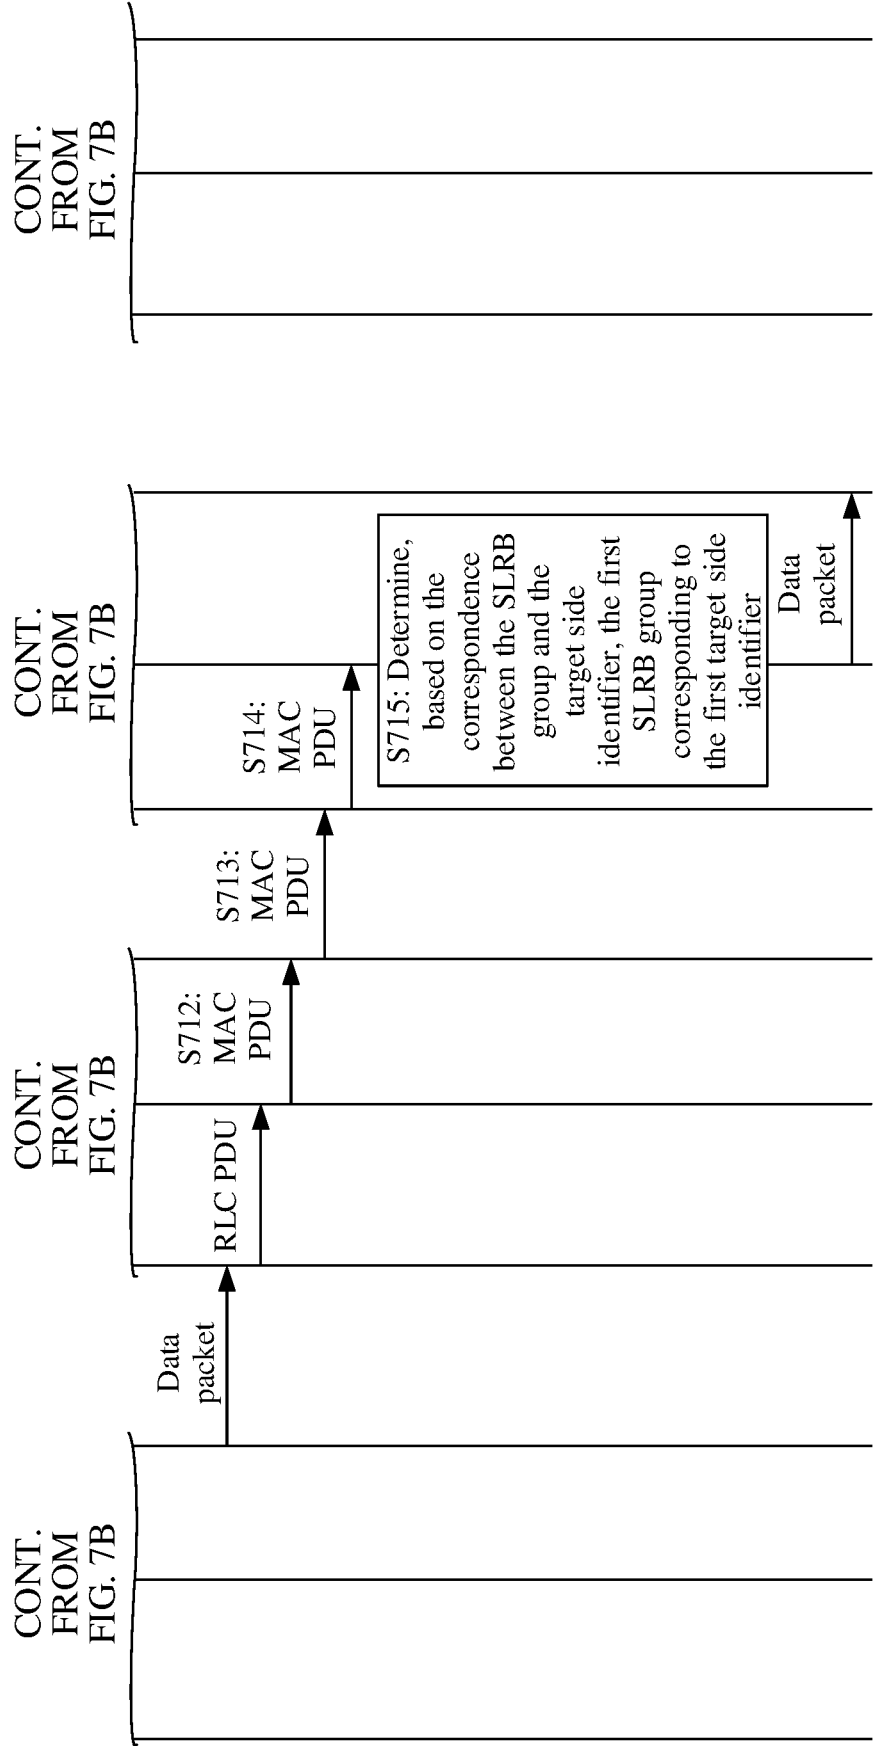 CONT.
FROM
FIG. 7B
CONT.
FROM
FIG. 7B
CONT.
FROM
FIG. 7B
CONT.
FROM
FIG. 7B
Data
packet
RLC PDU
S712:
MAC
PDU
S713:
MAC
PDU
S714:
MAC
PDU
S715: Determine,
based on the
correspondence
between the SLRB
group and the
target side
identifier, the first
SLRB group
corresponding to
the first target side
identifier
Data
packet